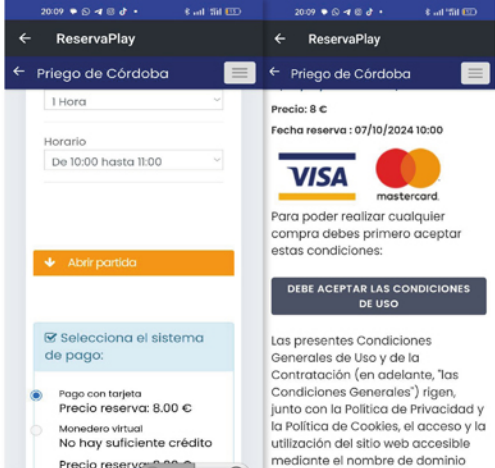 20:09
ReservaPlay
Priego de Córdoba
1 Hora
Horario
De 10:00 hasta 11:00
Abrir partida
Selecciona el sistema
de pago:
Pago con tarjeta
Precio reserva: 8.00 €
Monedero virtual
No hay suficiente crédito
Precio reserva
20:09
ReservaPlay
Priego de Córdoba
Precio: 8 €
Fecha reserva : 07/10/2024 10:00
VISA
mastercard.
Para poder realizar cualquier
compra debes primero aceptar
estas condiciones:
DEBE ACEPTAR LAS CONDICIONES
DE USO
Las presentes Condiciones
Generales de Uso y de la
Contratación (en adelante, "las
Condiciones Generales") rigen,
junto con la Política de Privacidad y
la Política de Cookies, el acceso y la
utilización del sitio web accesible
mediante el nombre de dominio